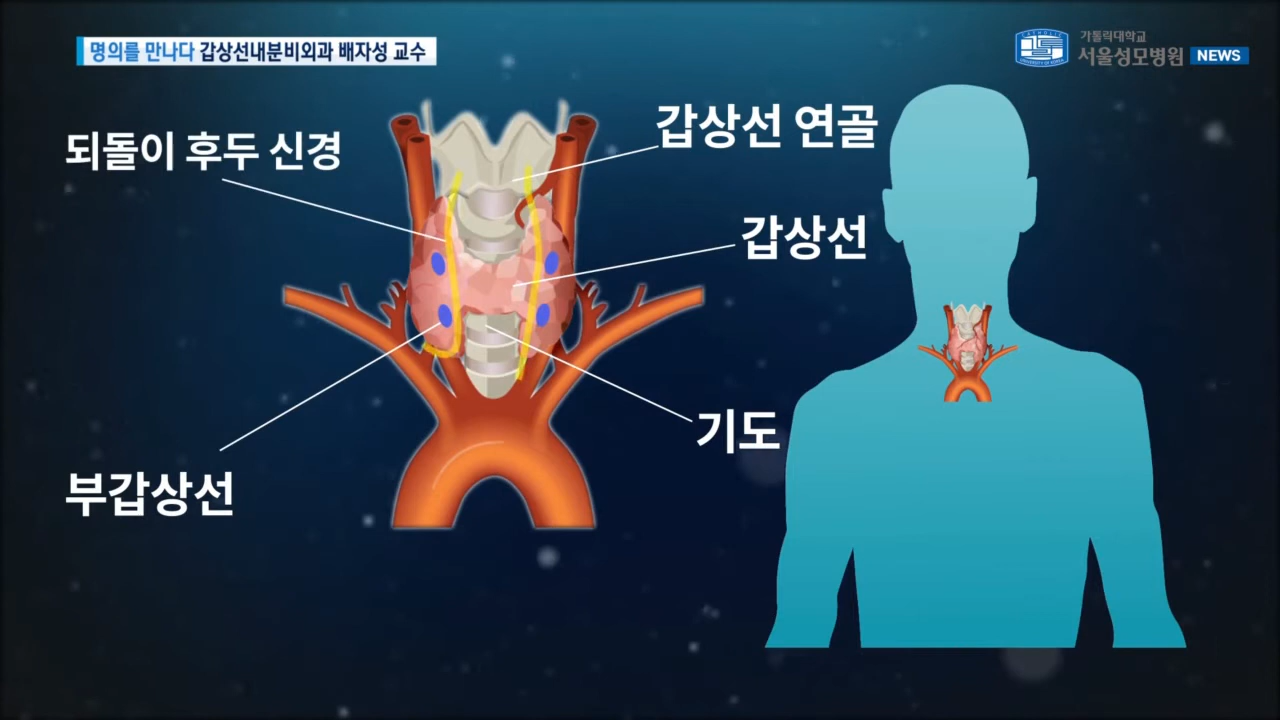 명의를 만나다 갑상선내분비외과 배자성 교수
가톨릭대학교
서울성모병원 NEWS
되돌이 후두 신경
갑상선 연골
갑상선
기도
부갑상선